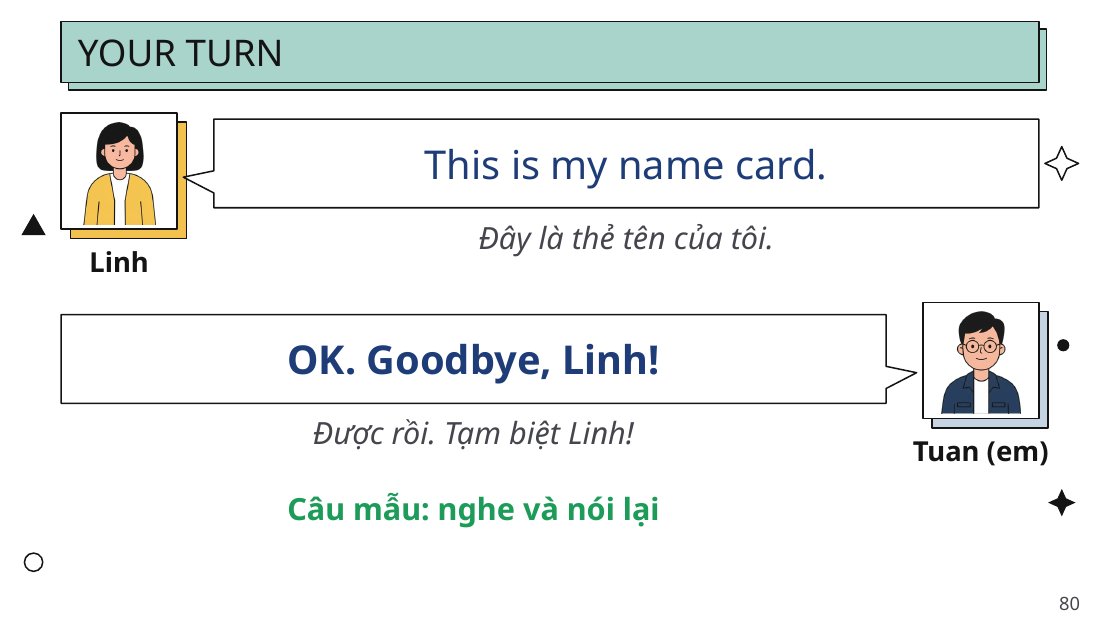 YOUR TURN
This is my name card.
Đây là thẻ tên của tôi.
Linh
OK. Goodbye, Linh!
Được rồi. Tạm biệt Linh!
Tuan (em)
Câu mẫu: nghe và nói lại
80